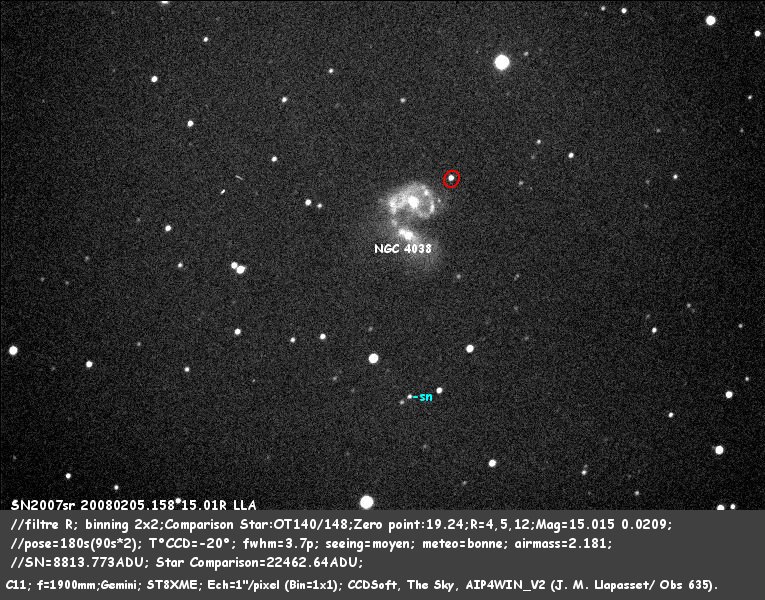 NGC 4038
-sn
SN2007sr 20080205.158 15.01R LLA
//filtre R; binning 2x2;Comparison Star:OT140/148;Zero point:19.24;R=4,5,12;Mag=15.015 0.0209;
//pose=180s(90s*2); T°CCD=-20°; fwhm=3.7p; seeing=moyen; meteo=bonne; airmass=2.181;
//SN=8813.773ADU; Star Comparison=22462.64ADU;
C11; f=1900mm;Gemini; ST8XME; Ech=1"/pixel (Bin=1x1); CCDSoft, The Sky, AIP4WIN_V2 (J. M. Llapasset/ Obs 635).